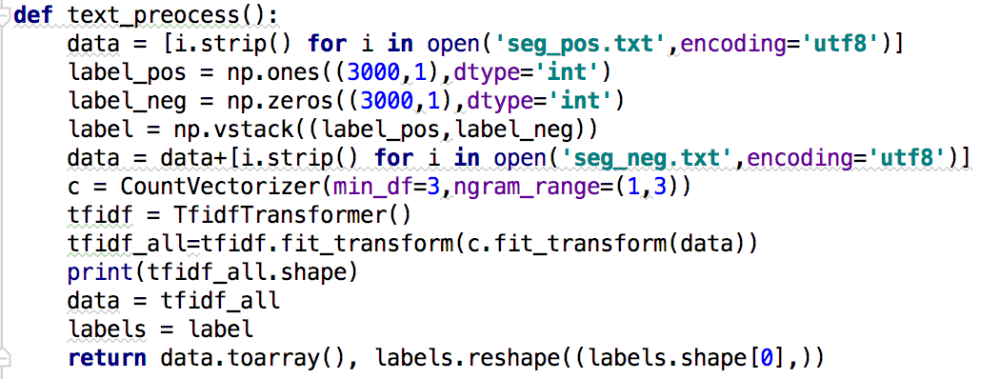 def text_preocess():
    data = [i.strip() for i in open('seg_pos.txt',encoding='utf8')]
    label_pos = np.ones((3000,1),dtype='int')
    label_neg = np.zeros((3000,1),dtype='int')
    label = np.vstack((label_pos,label_neg))
    data = data+[i.strip() for i in open('seg_neg.txt',encoding='utf8')]
    c = CountVectorizer(min_df=3,ngram_range=(1,3))
    tfidf = TfidfTransformer()
    tfidf_all=tfidf.fit_transform(c.fit_transform(data))
    print(tfidf_all.shape)
    data = tfidf_all
    labels = label
    return data.toarray(), labels.reshape((labels.shape[0],))